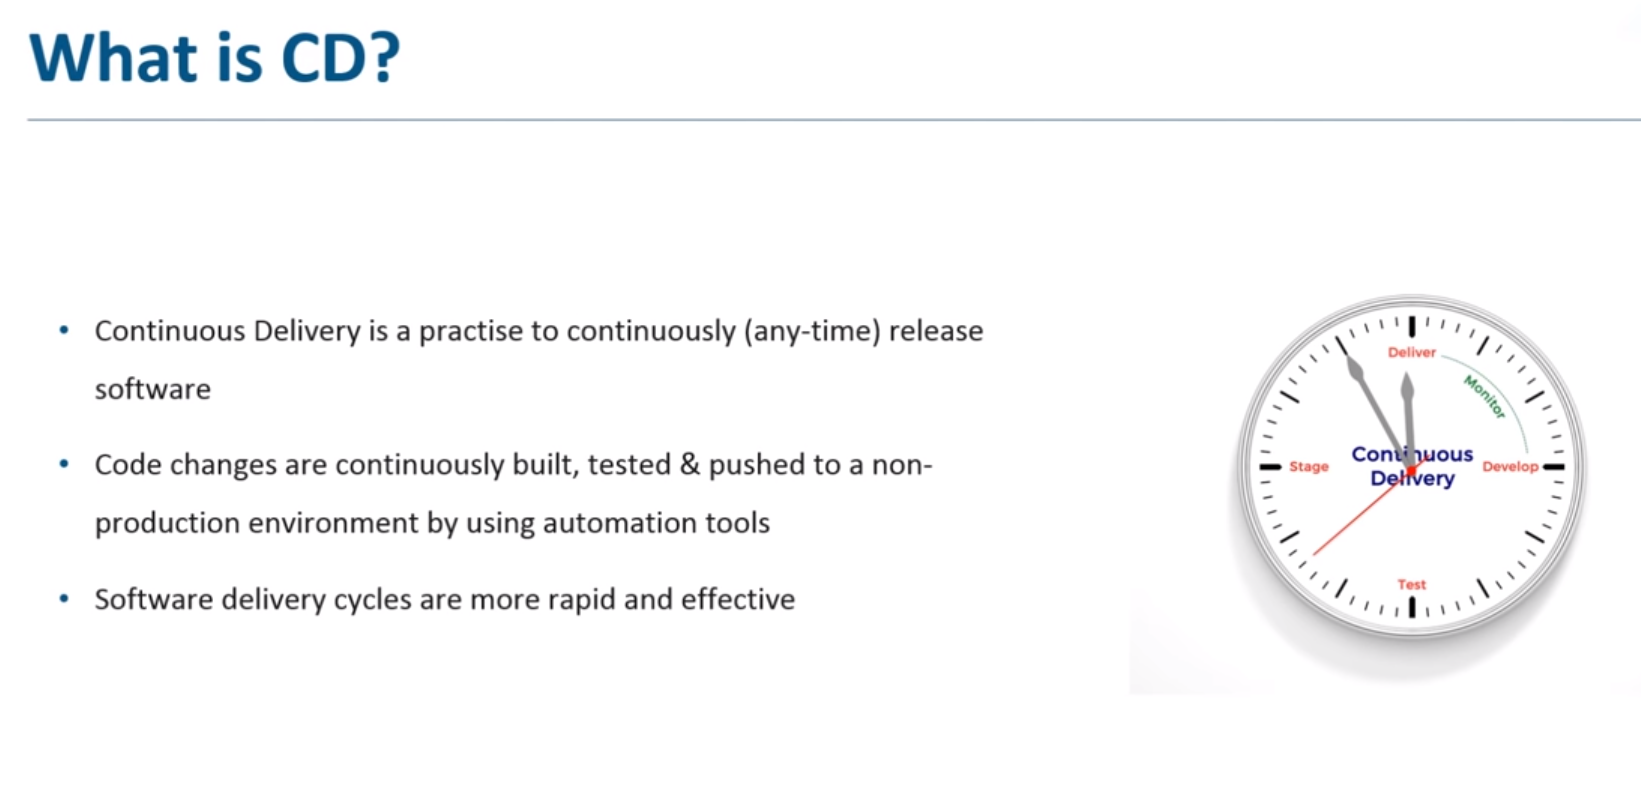 What is CD?
• Continuous Delivery is a practise to continuously (any-time) release
software
• Code changes are continuously built, tested & pushed to a non-
production environment by using automation tools
• Software delivery cycles are more rapid and effective
Deliver
Monitor
Continuous
Delivery
Stage
Develop
Test